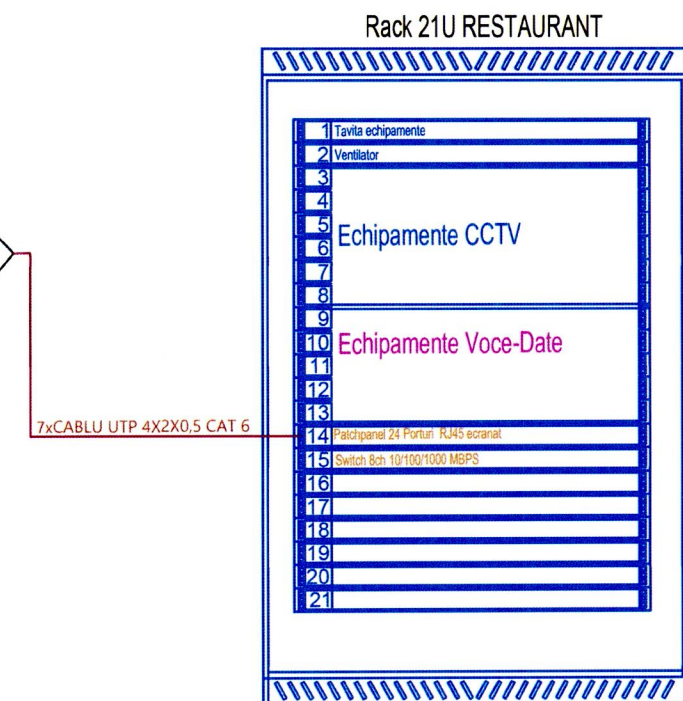 Rack 21U RESTAURANT
1 Tavita echipamente
2 Ventilator
3
4
5
Echipamente CCTV
6
7
8
9
10 Echipamente Voce-Date
11
12
13
7xCABLU UTP 4X2X0,5 CAT 6
14 Patchpanel 24 Porturi RJ45 ecranat
15 Switch 8ch 10/100/1000 MBPS
16
17
18
19
20
21